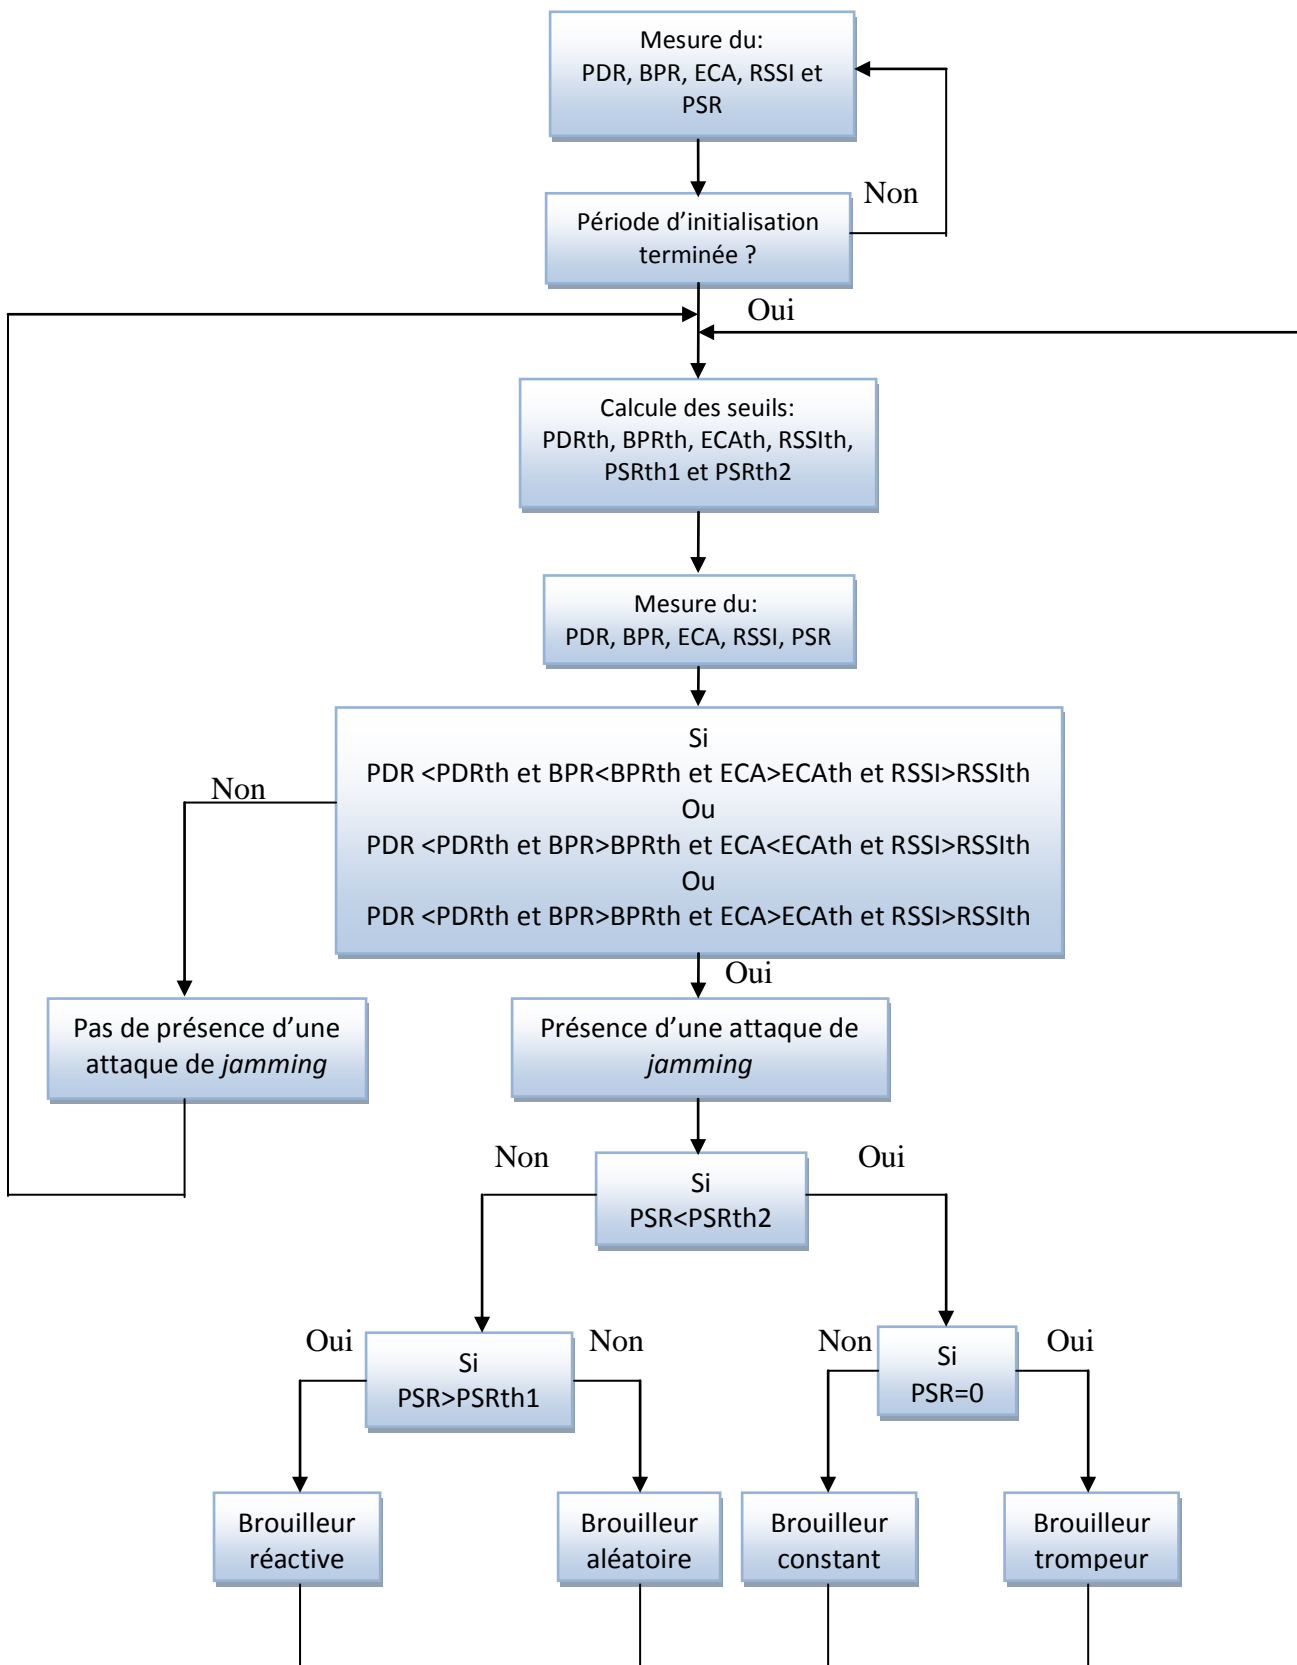 Mesure du:
PDR, BPR, ECA, RSSI et
PSR
Non
Période d’initialisation
terminée ?
Oui
Calcule des seuils:
PDRth, BPRth, ECAth, RSSIth,
PSRth1 et PSRth2
Mesure du:
PDR, BPR, ECA, RSSI, PSR
Si
PDR <PDRth et BPR<BPRth et ECA>ECAth et RSSI>RSSIth
Ou
PDR <PDRth et BPR>BPRth et ECA<ECAth et RSSI>RSSIth
Ou
PDR <PDRth et BPR>BPRth et ECA>ECAth et RSSI>RSSIth
Non
Oui
Pas de présence d’une
attaque de jamming
Présence d’une attaque de
jamming
Non
Oui
Si
PSR<PSRth2
Oui
Non
Si
PSR>PSRth1
Non
Oui
Si
PSR=0
Brouilleur
réactive
Brouilleur
aléatoire
Brouilleur
constant
Brouilleur
trompeur